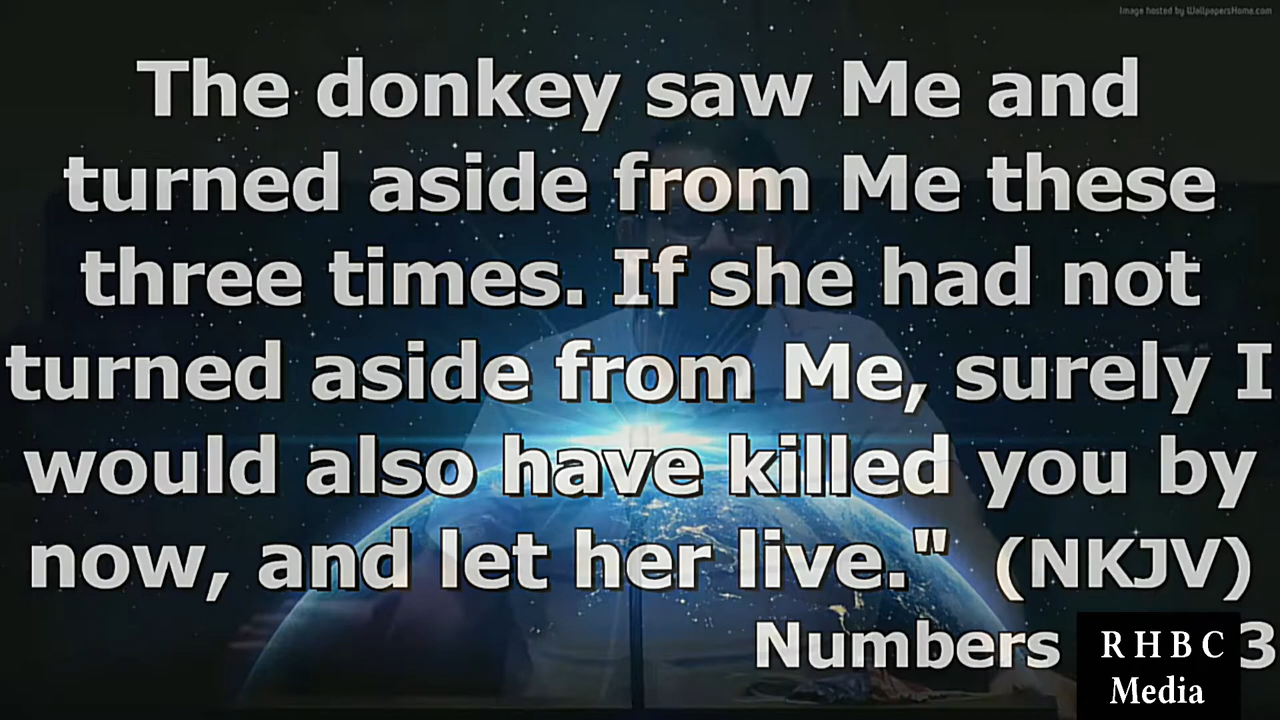 Image hosted by WallpapersHome.com
The donkey saw Me and
turned aside from Me these
three times. If she had not
turned aside from Me, surely I
would also have killed you by
now, and let her live." (NKJV)
Numbers 3
R H B C
Media